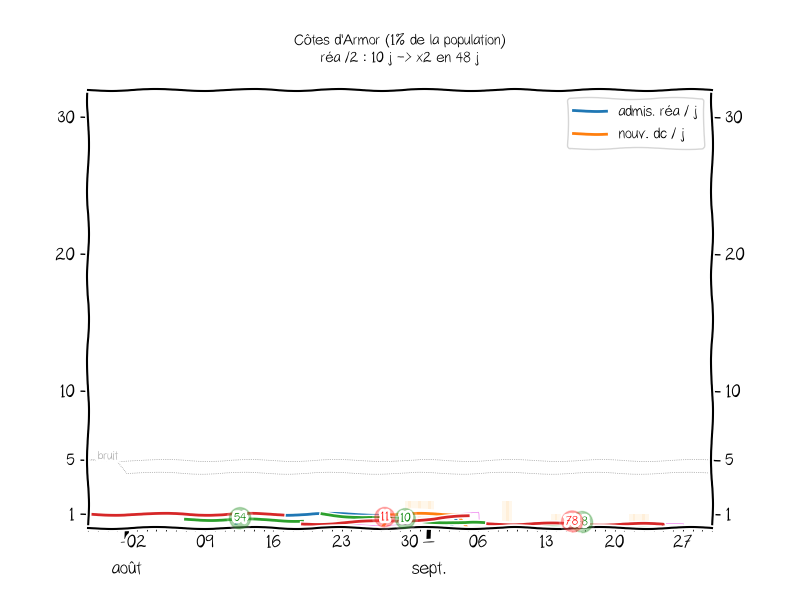 Côtes d'Armor (1% de la population)
réa /2 : 10 j -> x2 en 48 j
admis. réa / j
nouv. dc / j
30 30
20 20
10 10
5 bruit 5
1 54 11 10 78 8 1
02 09 16 23 30 06 13 20 27
août sept.